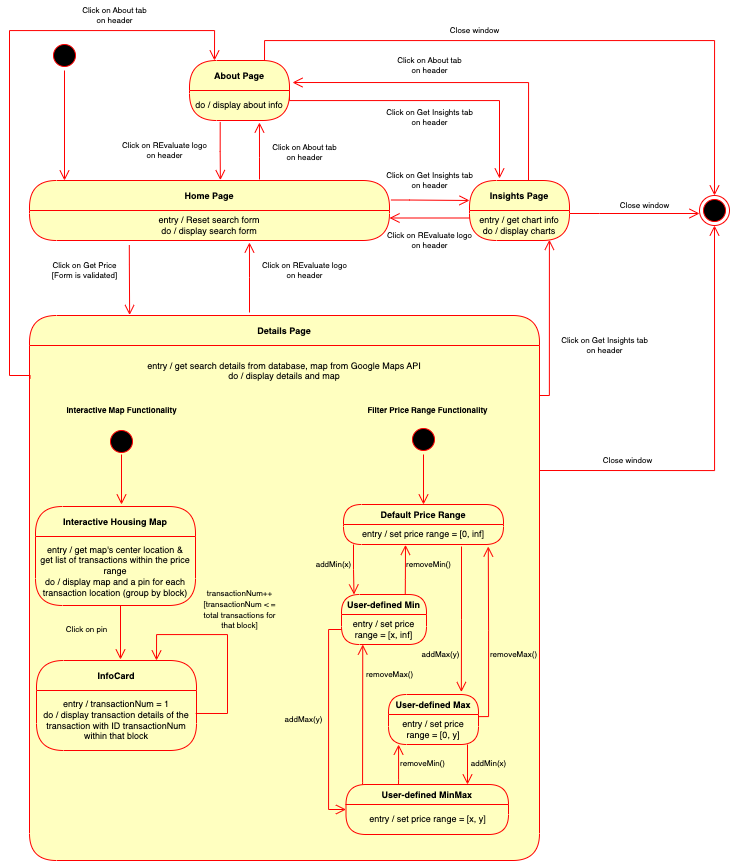 Click on About tab
on header
Close window
Click on About tab
on header
About Page
do / display about info
Click on Get Insights tab
on header
Click on REvaluate logo
on header
Click on About tab
on header
Click on Get Insights tab
on header
Home Page
entry / Reset search form
do / display search form
Insights Page
entry / get chart info
do / display charts
Close window
Click on REvaluate logo
on header
Click on Get Price
[Form is validated]
Click on REvaluate logo
on header
Details Page
entry / get search details from database, map from Google Maps API
do / display details and map
Click on Get Insights tab
on header
Close window
Interactive Map Functionality
Interactive Housing Map
entry / get map's center location &
get list of transactions within the price
range
do / display map and a pin for each
transaction location (group by block)
Click on pin
transactionNum++
[transactionNum < =
total transactions for
that block]
InfoCard
entry / transactionNum = 1
do / display transaction details of the
transaction with ID transactionNum
within that block
Filter Price Range Functionality
Default Price Range
entry / set price range = [0, inf]
addMin(x)
removeMin()
User-defined Min
entry / set price
range = [x, inf]
addMax(y)
removeMax()
removeMax()
User-defined Max
entry / set price
range = [0, y]
addMax(y)
removeMin()
addMin(x)
User-defined MinMax
entry / set price range = [x, y]